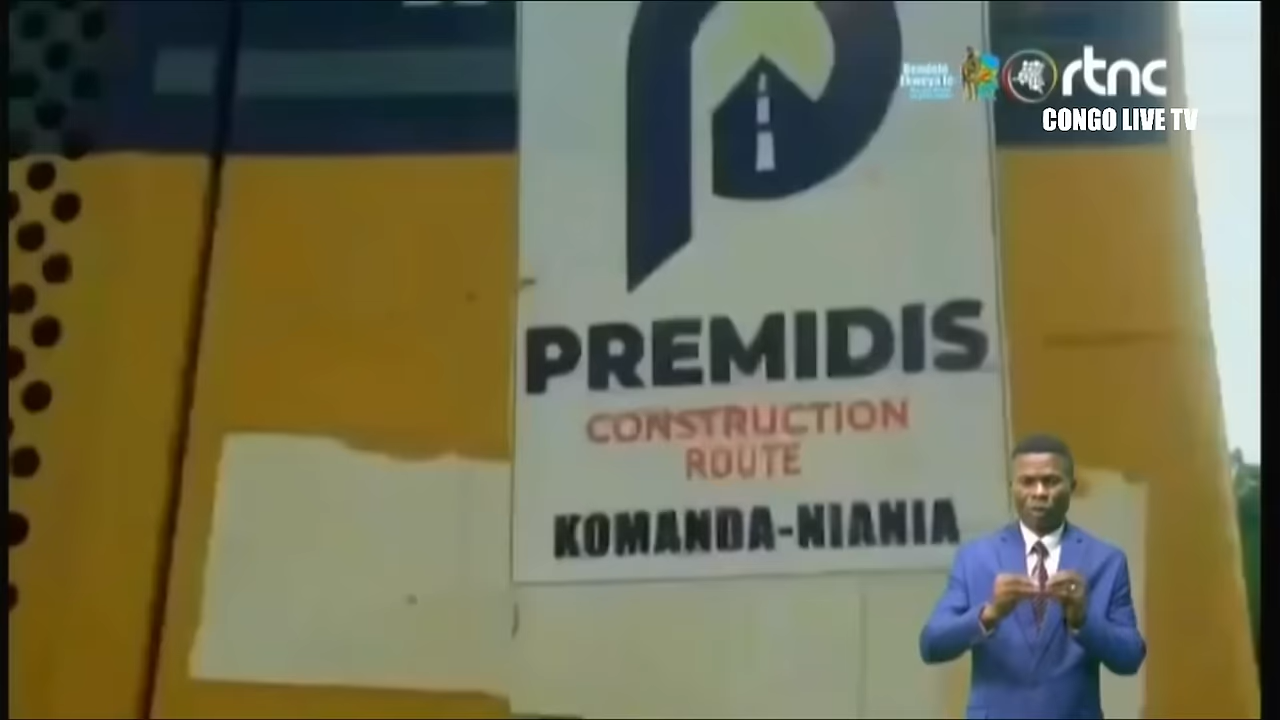 rtnc
CONGO LIVE TV
PREMIDIS
CONSTRUCTION
ROUTE
KOMANDA-NIANIA